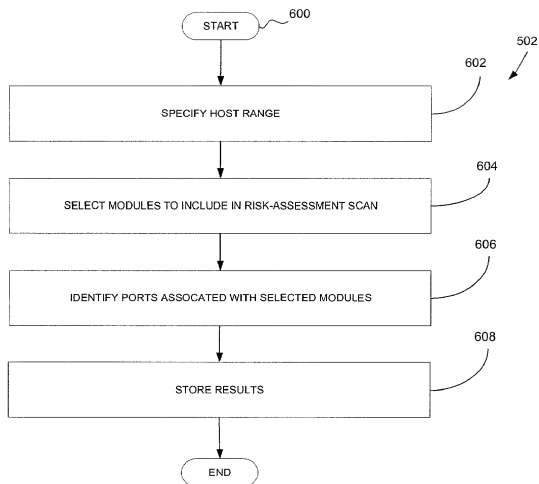 START
600
502
602
SPECIFY HOST RANGE
604
SELECT MODULES TO INCLUDE IN RISK-ASSESSMENT SCAN
606
IDENTIFY PORTS ASSOCATED WITH SELECTED MODULES
608
STORE RESULTS
END